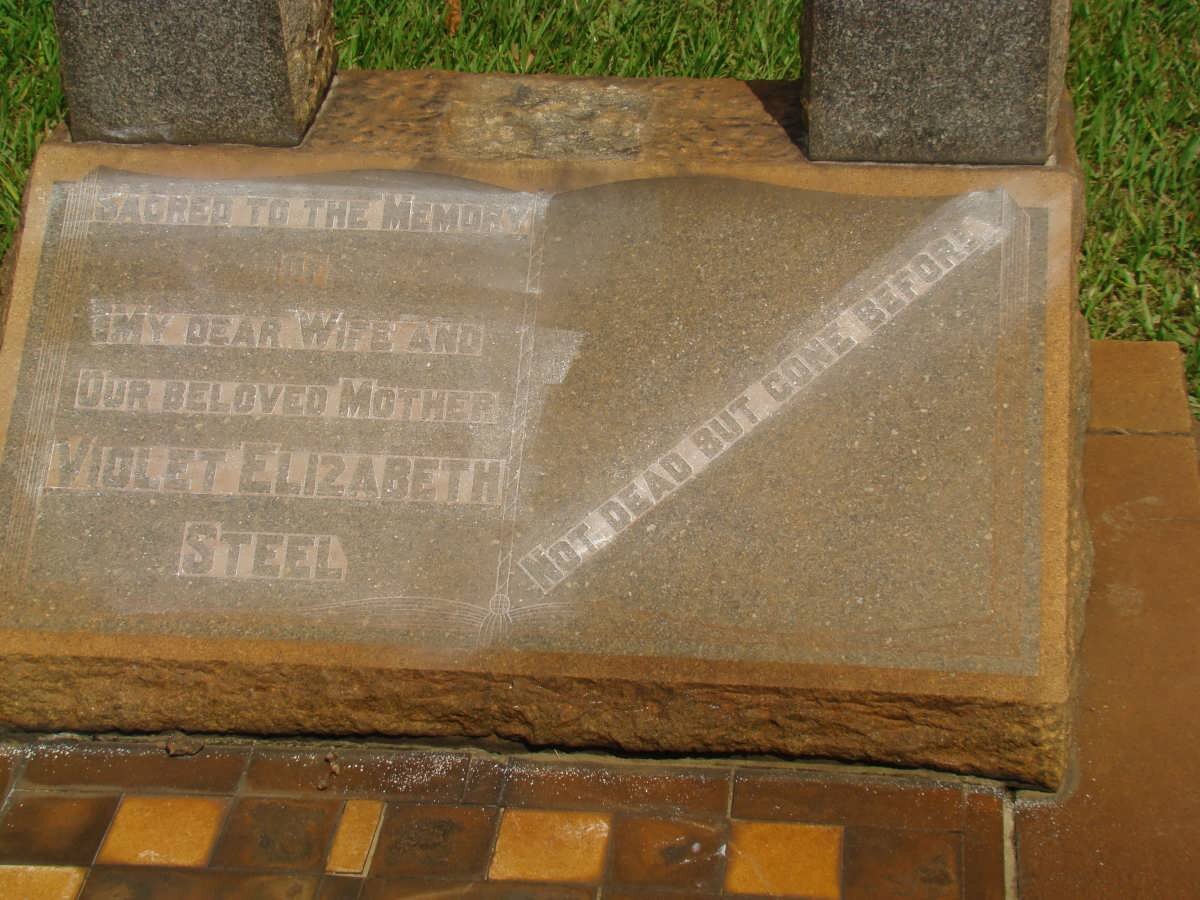 SACRED TO THE MEMORY
OF
MY DEAR WIFE AND
OUR BELOVED MOTHER
VIOLET ELIZABETH
STEEL
NOT DEAD BUT GONE BEFORE